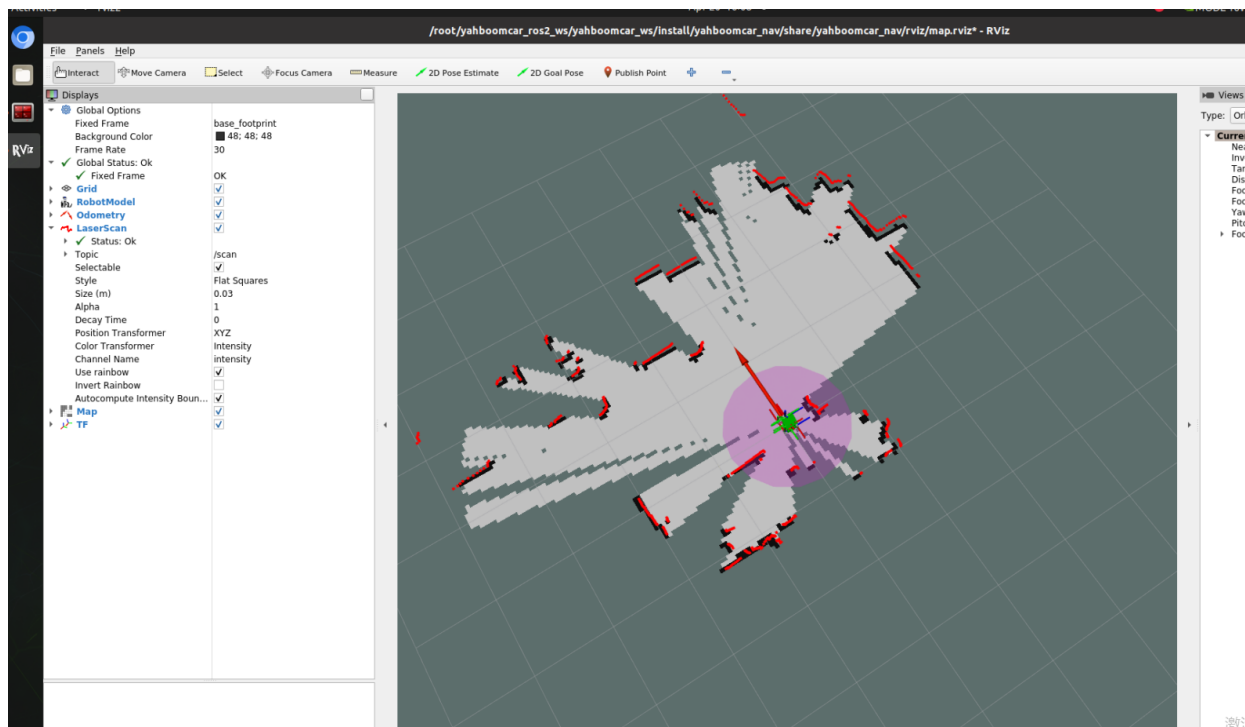 /root/yahboomcar_ros2_ws/yahboomcar_ws/install/yahboomcar_nav/share/yahboomcar_nav/rviz/map.rviz* - RViz
File Panels Help
Interact Move Camera Select Focus Camera Measure 2D Pose Estimate 2D Goal Pose Publish Point
Displays
Global Options
Fixed Frame base_footprint
Background Color 48; 48; 48
Frame Rate 30
Global Status: Ok
Fixed Frame OK
Grid
RobotModel
Odometry
LaserScan
Status: Ok
Topic /scan
Selectable
Style Flat Squares
Size (m) 0.03
Alpha 1
Decay Time 0
Position Transformer XYZ
Color Transformer Intensity
Channel Name intensity
Use rainbow
Invert Rainbow
Autocompute Intensity Boun...
Map
TF
RViz
Views
Type: